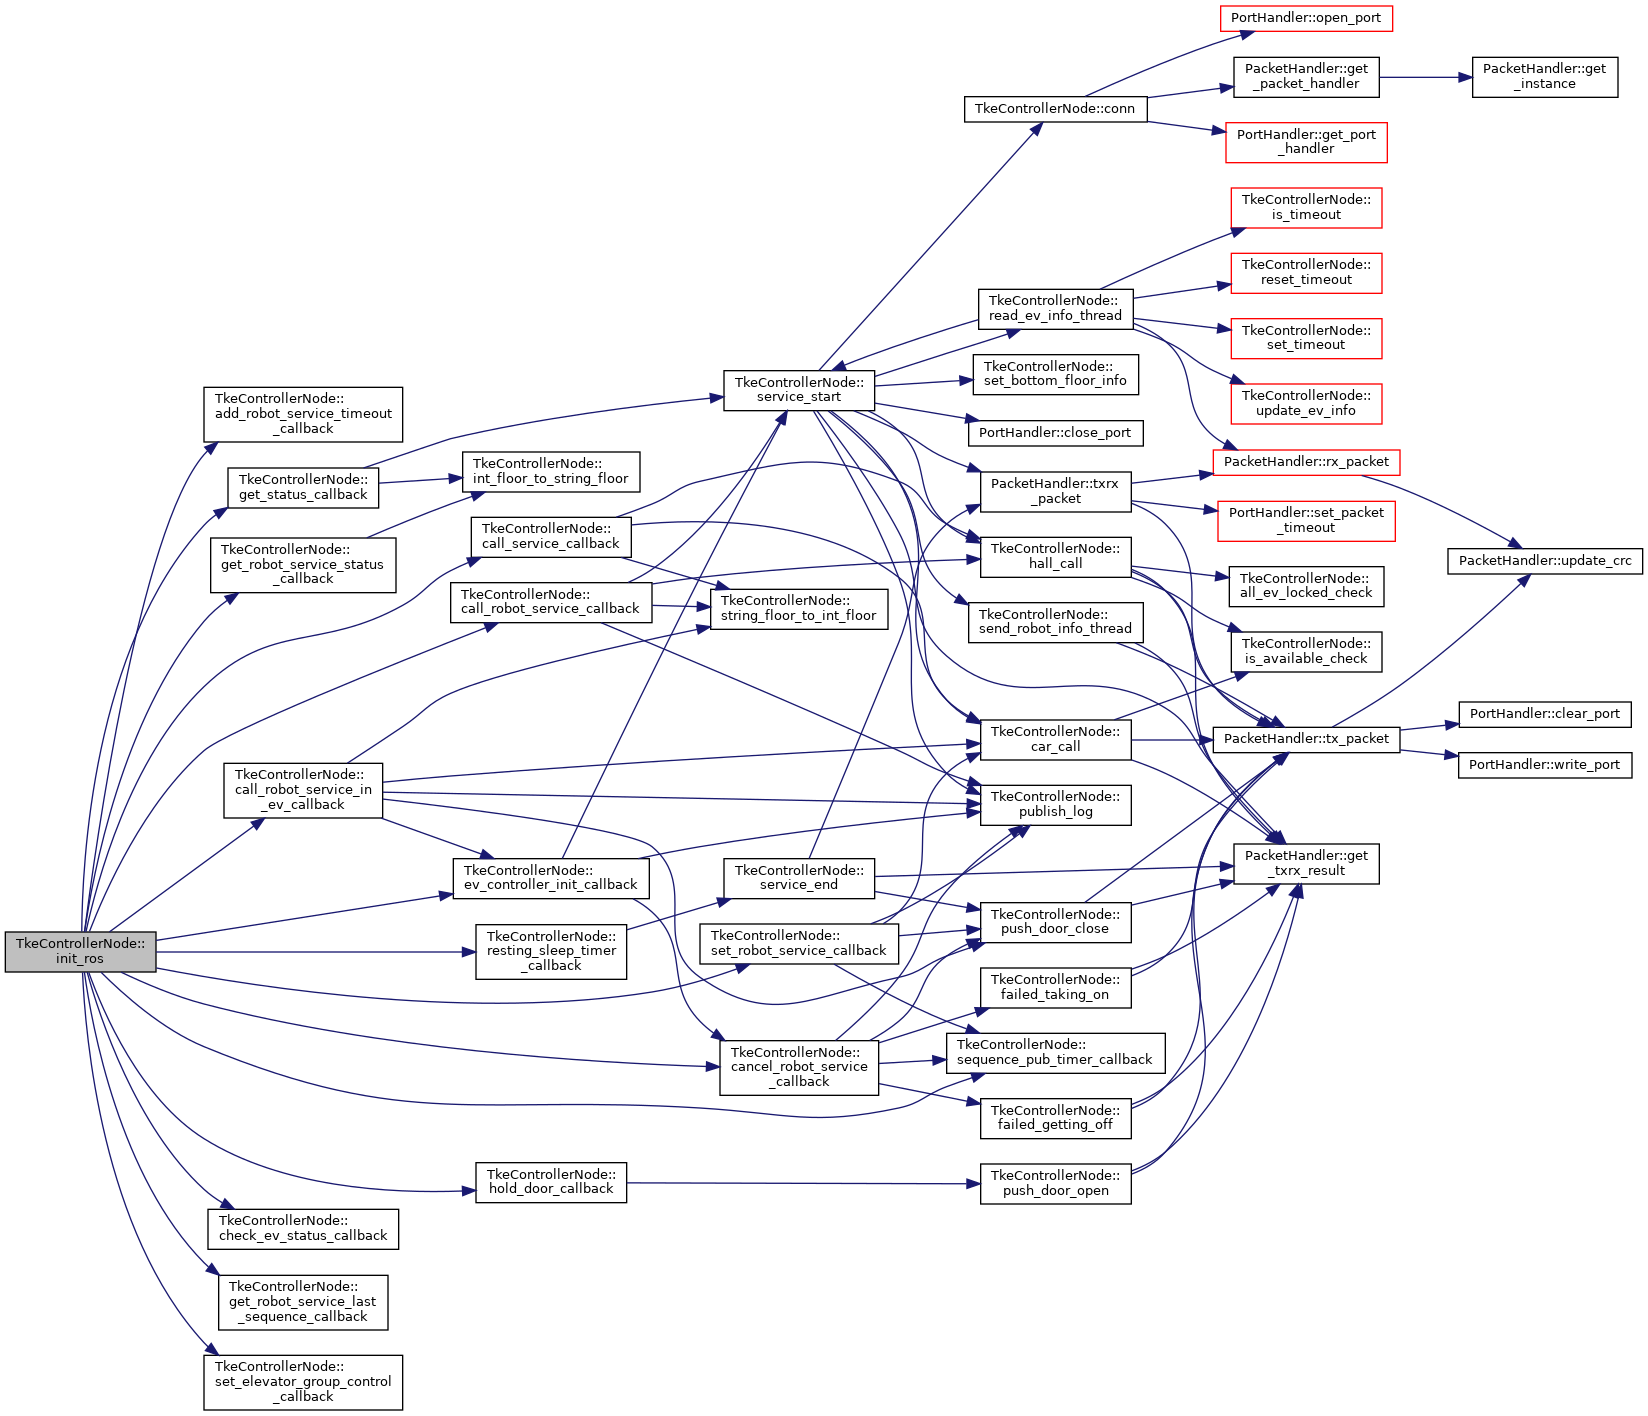 PortHandler::open_port
PacketHandler::get
_packet_handler
PacketHandler::get
_instance
TkeControllerNode::conn
PortHandler::get_port
_handler
TkeControllerNode::
is_timeout
TkeControllerNode::
reset_timeout
TkeControllerNode::
read_ev_info_thread
TkeControllerNode::
set_timeout
TkeControllerNode::
set_bottom_floor_info
TkeControllerNode::
service_start
TkeControllerNode::
update_ev_info
TkeControllerNode::
add_robot_service_timeout
_callback
PortHandler::close_port
PacketHandler::rx_packet
TkeControllerNode::
int_floor_to_string_floor
TkeControllerNode::
get_status_callback
PacketHandler::txrx
_packet
PortHandler::set_packet
_timeout
TkeControllerNode::
call_service_callback
TkeControllerNode::
get_robot_service_status
_callback
TkeControllerNode::
hall_call
PacketHandler::update_crc
TkeControllerNode::
all_ev_locked_check
TkeControllerNode::
call_robot_service_callback
TkeControllerNode::
string_floor_to_int_floor
TkeControllerNode::
send_robot_info_thread
TkeControllerNode::
is_available_check
PortHandler::clear_port
TkeControllerNode::
car_call
PacketHandler::tx_packet
PortHandler::write_port
TkeControllerNode::
call_robot_service_in
_ev_callback
TkeControllerNode::
publish_log
PacketHandler::get
_txrx_result
TkeControllerNode::
ev_controller_init_callback
TkeControllerNode::
service_end
TkeControllerNode::
push_door_close
TkeControllerNode::
init_ros
TkeControllerNode::
resting_sleep_timer
_callback
TkeControllerNode::
set_robot_service_callback
TkeControllerNode::
failed_taking_on
TkeControllerNode::
sequence_pub_timer_callback
TkeControllerNode::
cancel_robot_service
_callback
TkeControllerNode::
failed_getting_off
TkeControllerNode::
hold_door_callback
TkeControllerNode::
push_door_open
TkeControllerNode::
check_ev_status_callback
TkeControllerNode::
get_robot_service_last
_sequence_callback
TkeControllerNode::
set_elevator_group_control
_callback